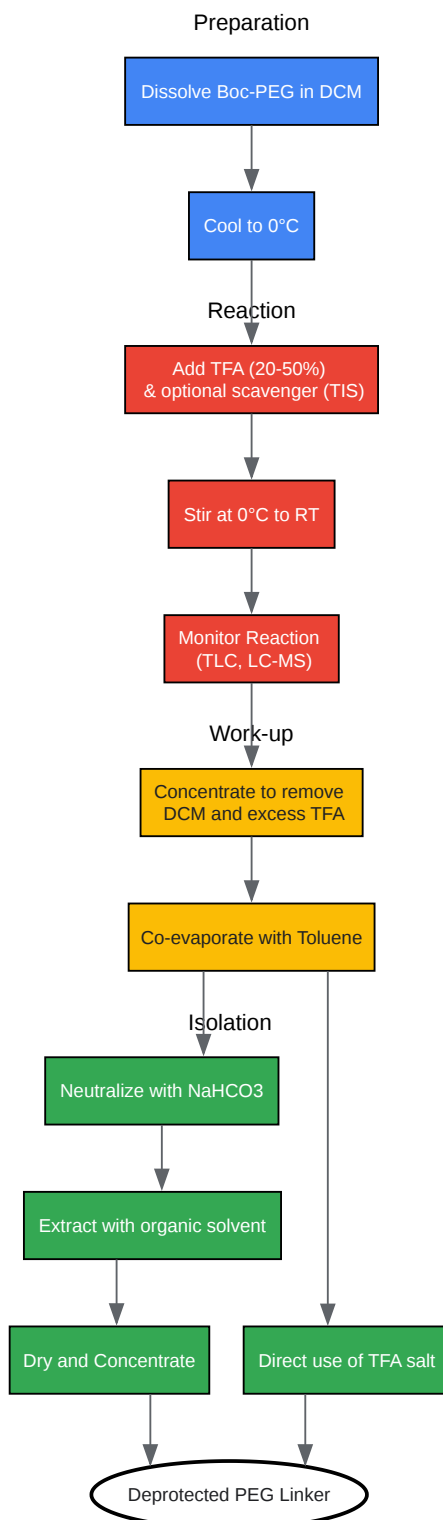 Preparation
Dissolve Boc-PEG in DCM
Cool to 0°C
Reaction
Add TFA (20-50%)
& optional scavenger (TIS)
Stir at 0°C to RT
Monitor Reaction
(TLC, LC-MS)
Work-up
Concentrate to remove
DCM and excess TFA
Co-evaporate with Toluene
Isolation
Neutralize with NaHCO3
Extract with organic solvent
Dry and Concentrate
Direct use of TFA salt
Deprotected PEG Linker